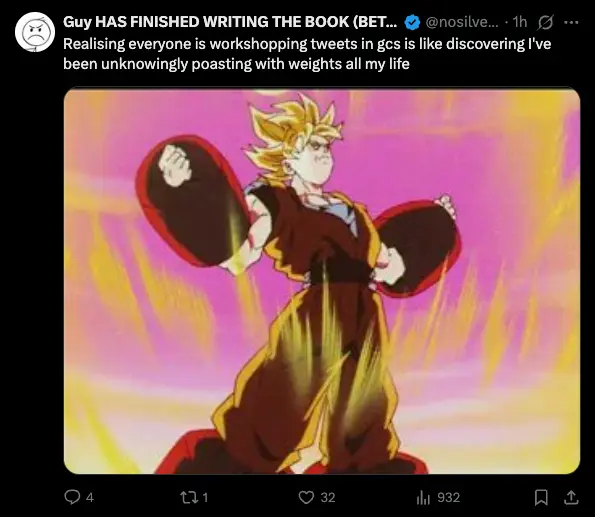 Guy HAS FINISHED WRITING THE BOOK (BET... @nosilve... · 1h
Realising everyone is workshopping tweets in gcs is like discovering I've
been unknowingly poasting with weights all my life
4 1 32 932